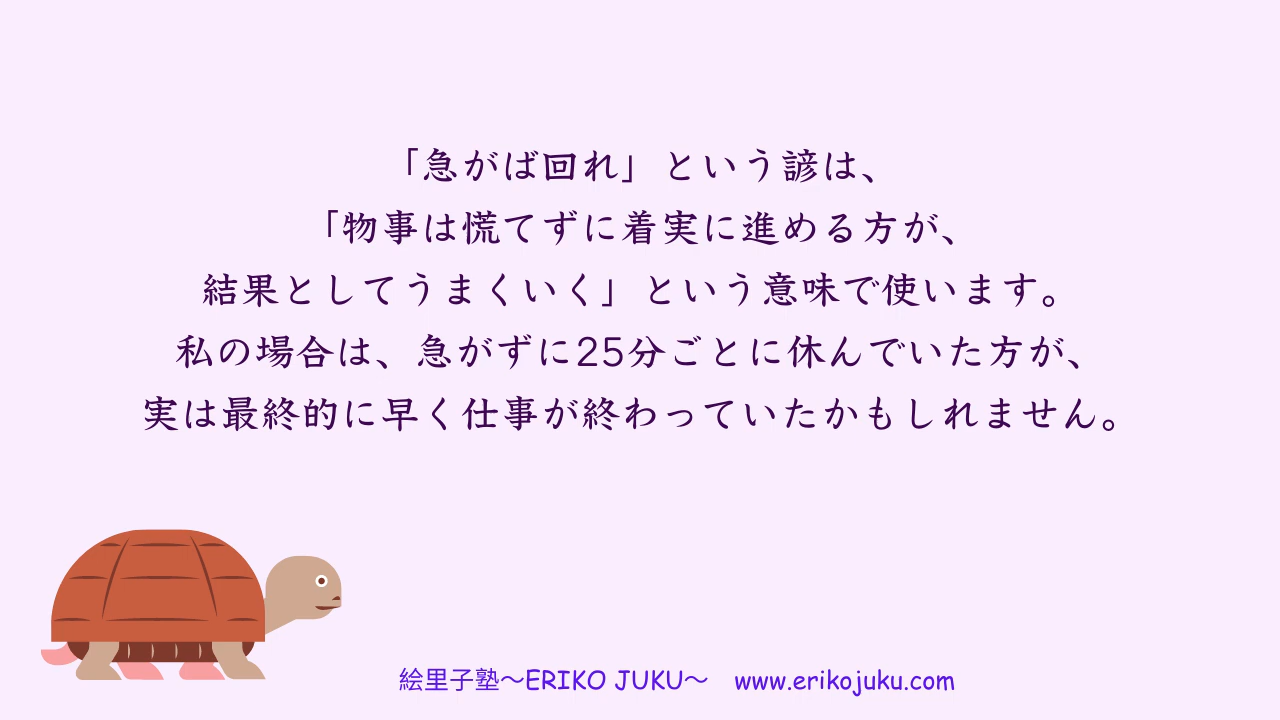 「急がば回れ」という諺は、
「物事は慌てずに着実に進める方が、
結果としてうまくいく」という意味で使います。
私の場合は、急がずに25分ごとに休んでいた方が、
実は最終的に早く仕事が終わっていたかもしれません。
絵里子塾〜ERIKO JUKU〜　www.erikojuku.com